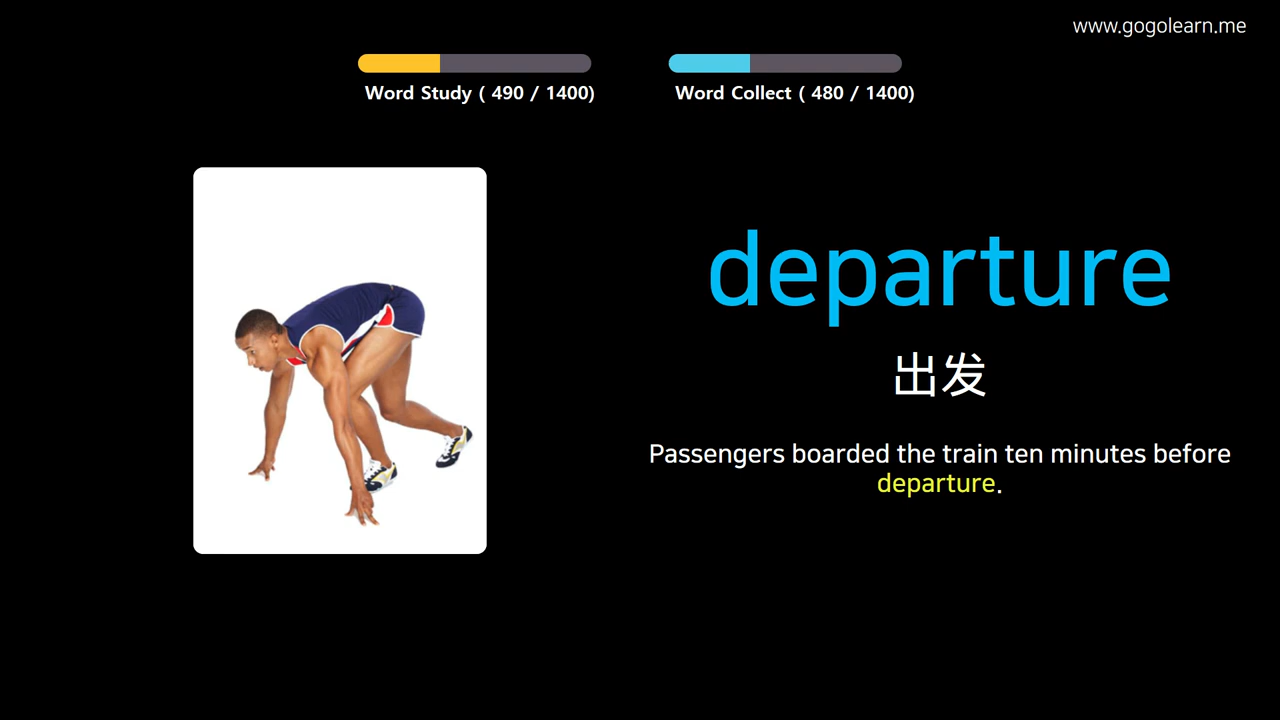 www.gogolearn.me
Word Study ( 490 / 1400)
Word Collect ( 480 / 1400)
departure
出发
Passengers boarded the train ten minutes before
departure.